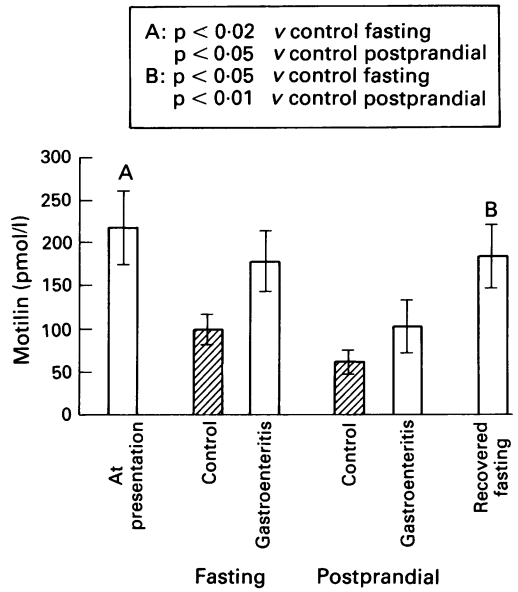 A: p < 0·02 v control fasting
p < 0·05 v control postprandial
B: p < 0·05 v control fasting
p < 0·01 v control postprandial
300
250
200
150
100
50
0
Motilin (pmol/l)
A
B
At
presentation
Control
Gastroenteritis
Control
Gastroenteritis
Recovered
fasting
Fasting
Postprandial